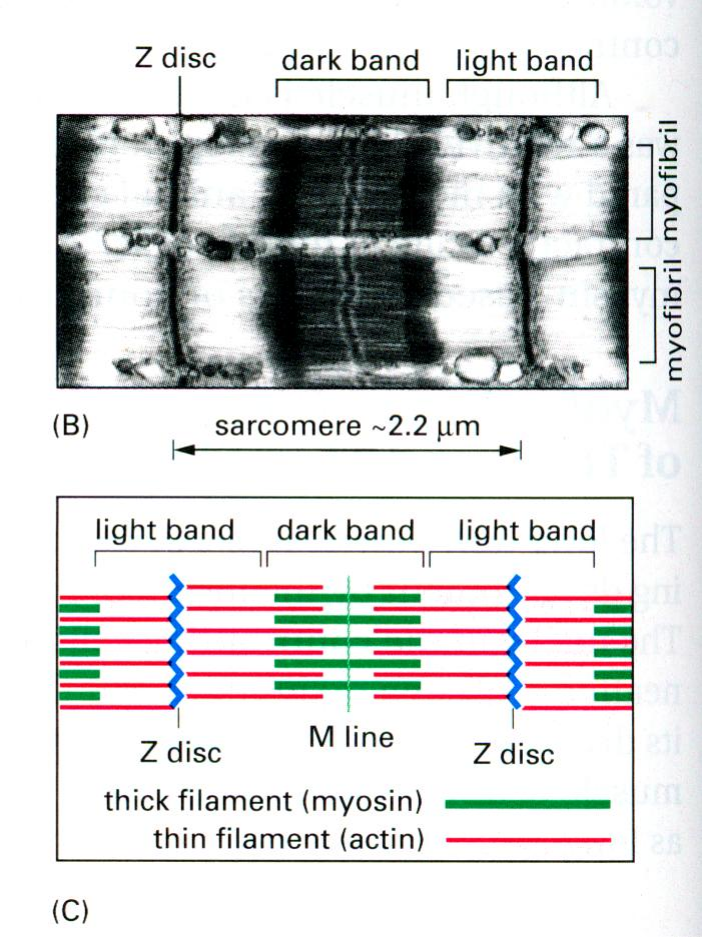 Z disc
dark band
light band
myofibril
myofibril
(B)
sarcomere ~2.2 μm
light band
dark band
light band
Z disc
M line
Z disc
thick filament (myosin)
thin filament (actin)
(C)